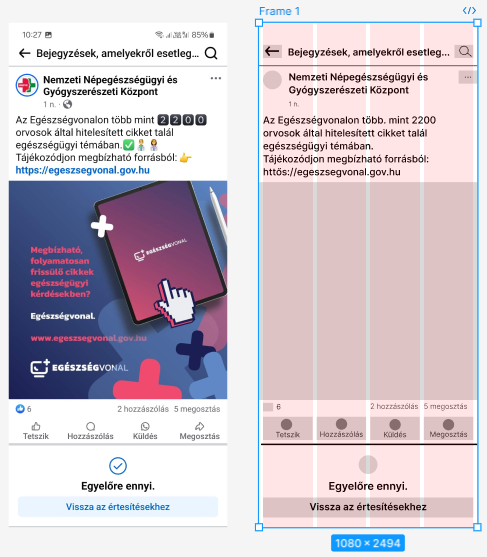 Frame 1
10:27
85%
Bejegyzések, amelyekről esetleg...
Nemzeti Népegészségügyi és
Gyógyszerészeti Központ
1 n.
Az Egészségvonalon több mint 2200
orvosok által hitelesített cikket talál
egészségügyi témában.
Tájékozódjon megbízható forrásból:
https://egeszsegvonal.gov.hu
EGÉSZSÉGVONAL
Megbízható,
folyamatosan
frissülő cikkek
egészségügyi
kérdésekben?
Egészségvonal.
www.egeszsegvonal.gov.hu
EGÉSZSÉGVONAL
6
2 hozzászólás 5 megosztás
Tetszik Hozzászólás Küldés Megosztás
Egyelőre ennyi.
Vissza az értesítésekhez
Bejegyzések, amelyekről esetleg...
Nemzeti Népegészségügyi és
Gyógyszerészeti Központ
1 n.
Az Egészségvonalon több. mint 2200
orvosok által hitelesített cikket talál
egészségügyi témában.
Tájékozódjon megbízható forrásból:
httős://egeszsegvonal.gov.hu
6
2 hozzászólás 5 megosztás
Tetszik Hozzászólás Küldés Megosztás
Egyelőre ennyi.
Vissza az értesítésekhez
1080 × 2494